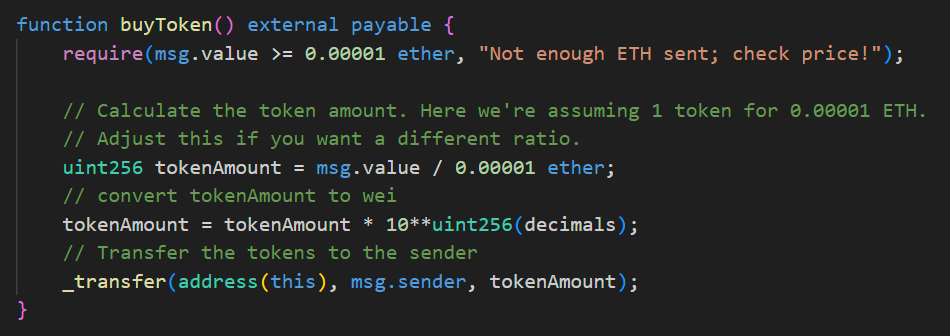 function buyToken() external payable {
require(msg.value >= 0.00001 ether, "Not enough ETH sent; check price!");
// Calculate the token amount. Here we're assuming 1 token for 0.00001 ETH.
// Adjust this if you want a different ratio.
uint256 tokenAmount = msg.value / 0.00001 ether;
// convert tokenAmount to wei
tokenAmount = tokenAmount * 10**uint256(decimals);
// Transfer the tokens to the sender
_transfer(address(this), msg.sender, tokenAmount);
}